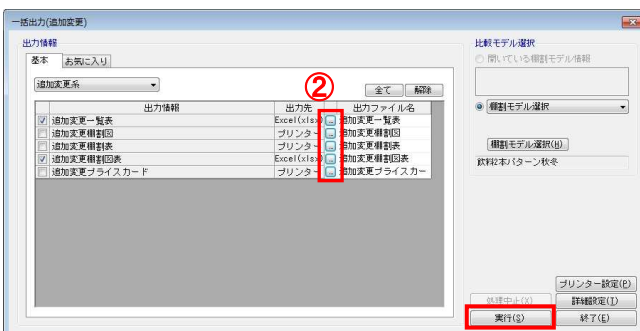 一括出力(追加変更)
出力情報
基本 お気に入り
追加変更系
②
全て 解除
出力情報 出力先 出力ファイル名
追加変更一覧表 Excel(xlsx) ... 追加変更一覧表
追加変更棚割図 プリンター ... 追加変更棚割図
追加変更棚割表 プリンター ... 追加変更棚割表
追加変更棚割図表 Excel(xlsx) ... 追加変更棚割図表
追加変更プライスカード プリンター ... 追加変更プライスカー
比較モデル選択
開いている棚割モデル情報
棚割モデル選択
棚割モデル選択(H)
飲料2本パターン秋冬
プリンター設定(P)
処理中止(X) 詳細設定(I)
実行(S) 終了(E)